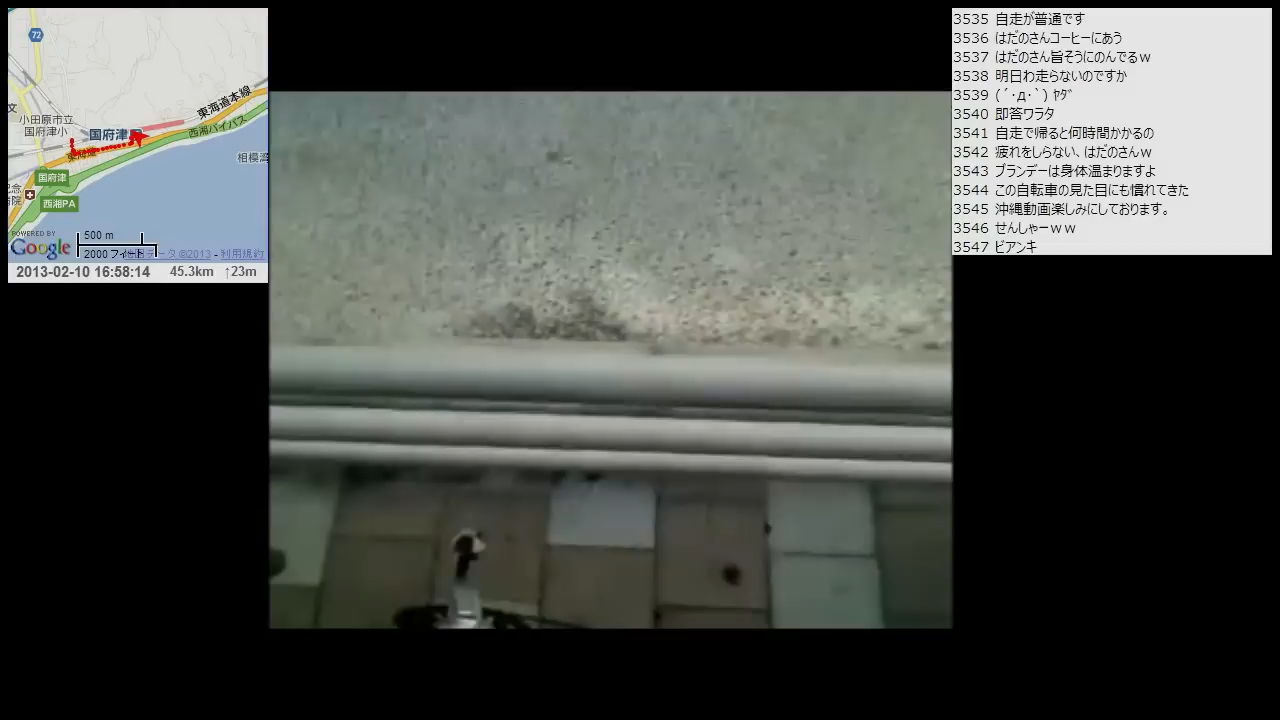 72
東海道本線
文
小田原市立
国府津小
国府津
西湘バイパス
相模湾
国府津
西湘PA
POWERED BY
Google
500 m
2000 フィート
データ ©2013 - 利用規約
2013-02-10 16:58:14 45.3km ↑23m
3535 自走が普通です
3536 はだのさんコーヒーにあう
3537 はだのさん旨そうにのんでるｗ
3538 明日わ走らないのですか
3539 (´･д･`) ﾔﾀﾞ
3540 即答ワラタ
3541 自走で帰ると何時間かかるの
3542 疲れをしらない、はだのさんｗ
3543 ブランデーは身体温まりますよ
3544 この自転車の見た目にも慣れてきた
3545 沖縄動画楽しみにしております。
3546 せんしゃーｗｗ
3547 ビアンキ